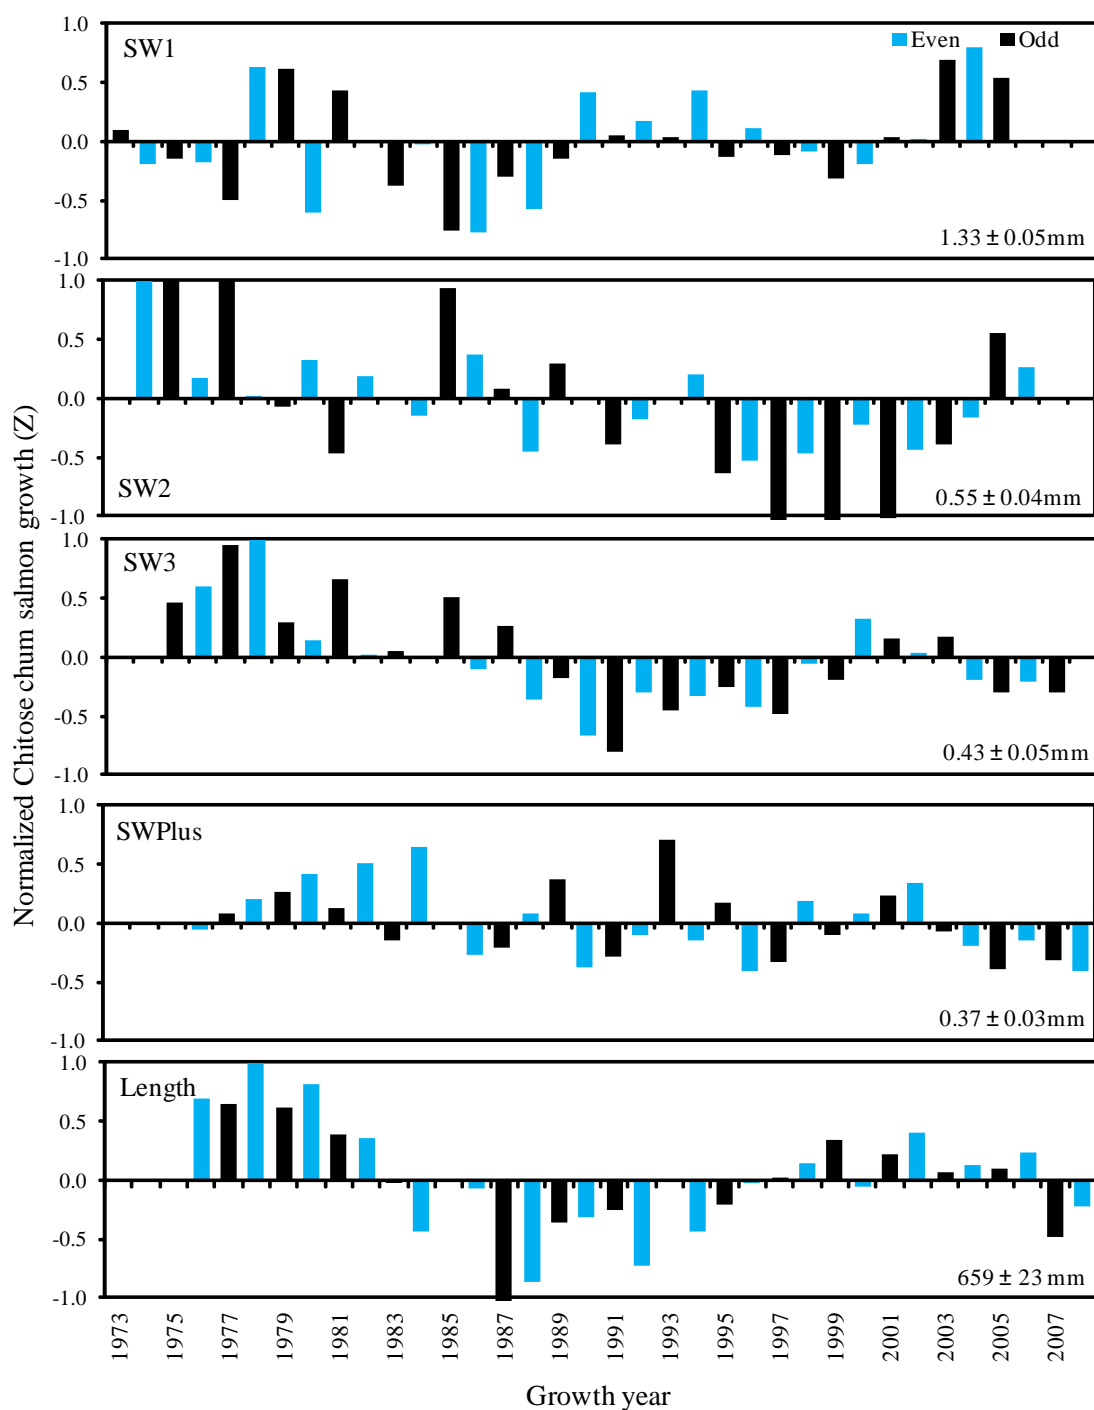 Normalized Chitose chum salmon growth (Z)
1.0
SW1
Even
Odd
0.5
0.0
-0.5
1.33 ± 0.05mm
-1.0
1.0
0.5
0.0
-0.5
SW2
0.55 ± 0.04mm
-1.0
1.0
SW3
0.5
0.0
-0.5
0.43 ± 0.05mm
-1.0
1.0
SWPlus
0.5
0.0
-0.5
0.37 ± 0.03mm
-1.0
1.0
Length
0.5
0.0
-0.5
659 ± 23 mm
-1.0
1973 1975 1977 1979 1981 1983 1985 1987 1989 1991 1993 1995 1997 1999 2001 2003 2005 2007
Growth year